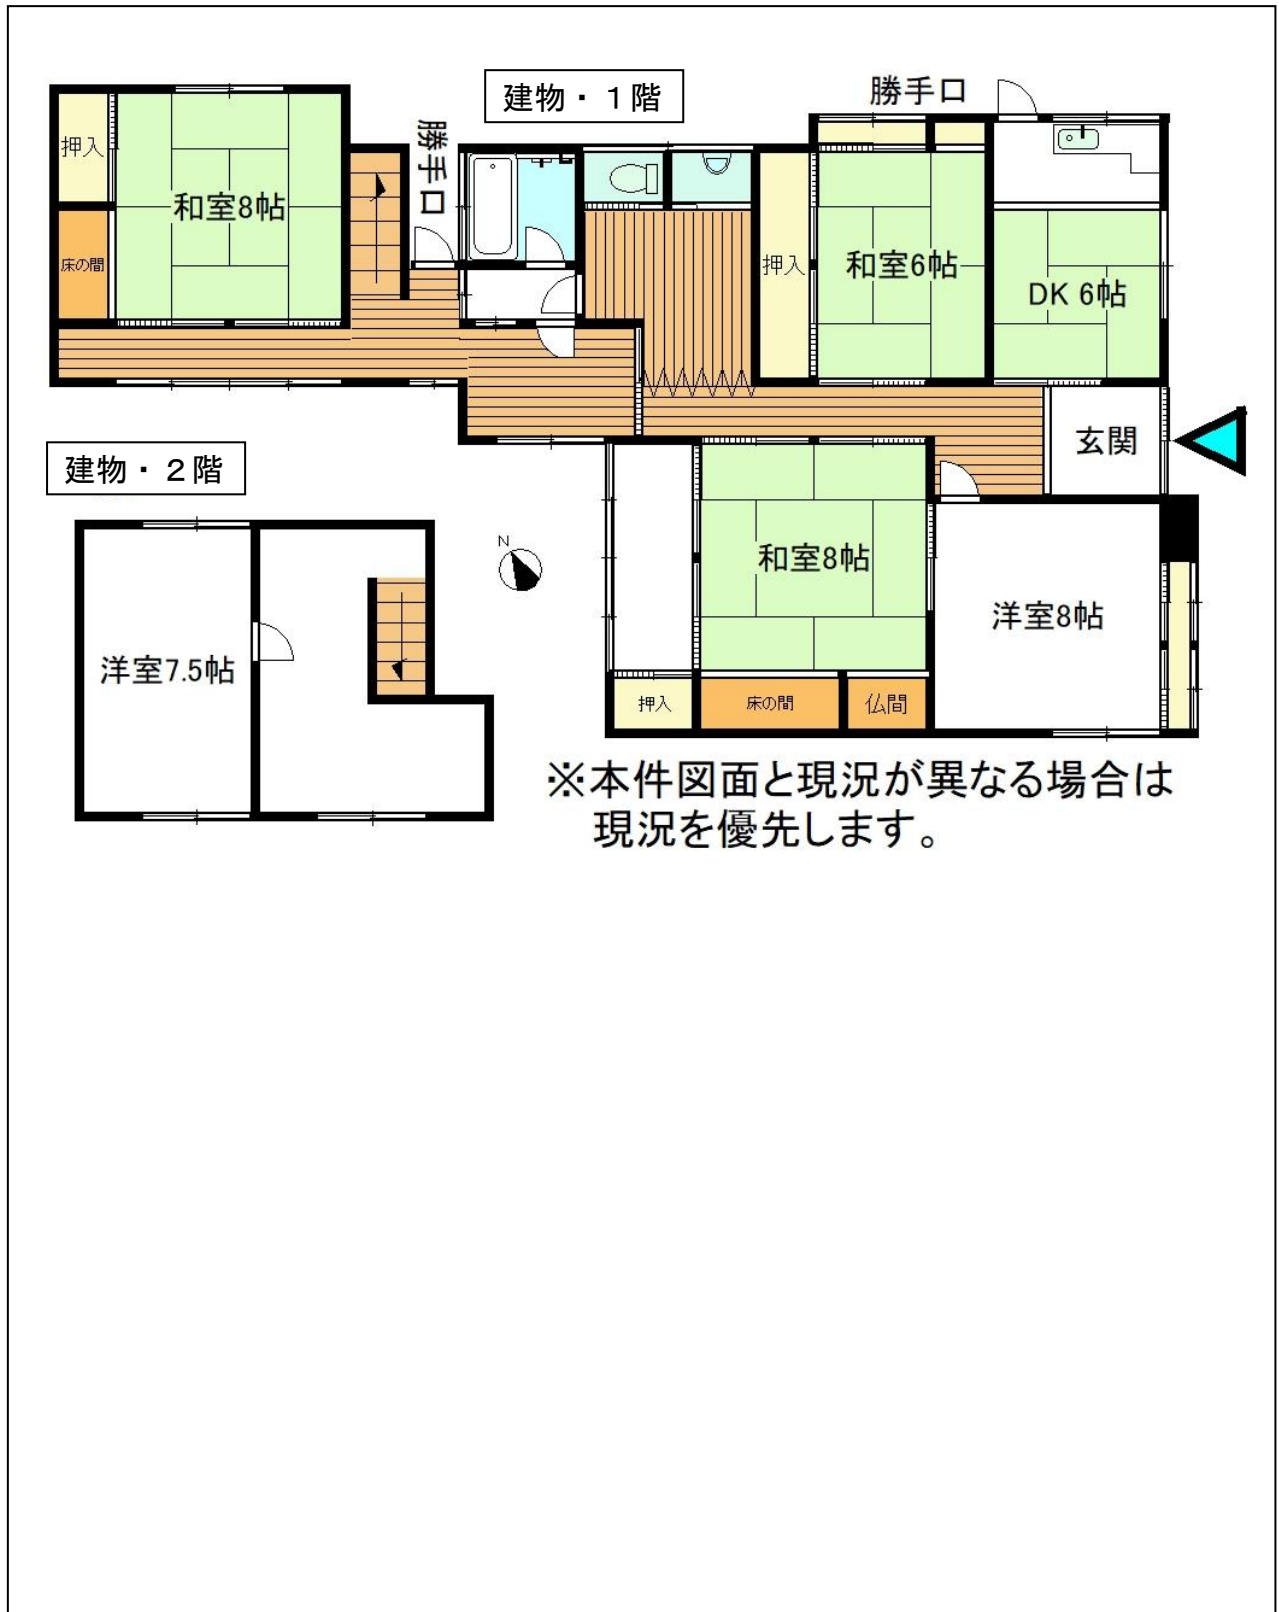 建物・１階
勝手口
押入
和室8帖
床の間
勝手口
押入
和室6帖
DK 6帖
玄関
建物・２階
N
和室8帖
洋室8帖
洋室7.5帖
押入
床の間
仏間
※本件図面と現況が異なる場合は
現況を優先します。